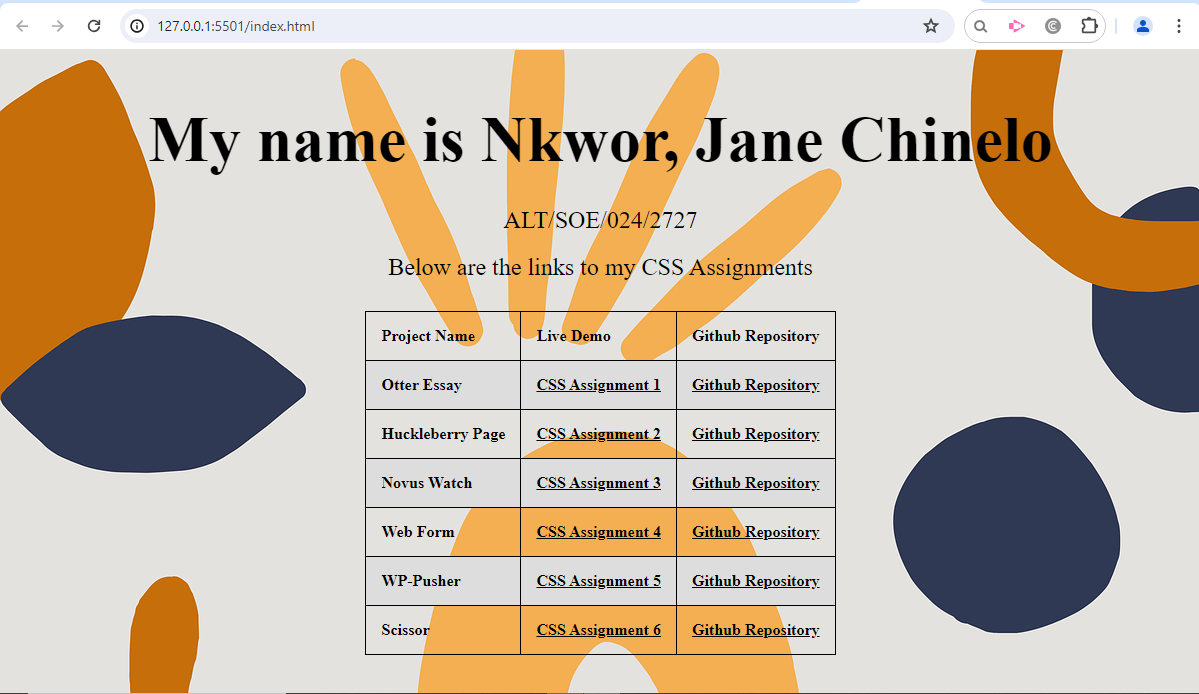 127.0.0.1:5501/index.html
My name is Nkwor, Jane Chinelo
ALT/SOE/024/2727
Below are the links to my CSS Assignments
Project Name Live Demo Github Repository
Otter Essay CSS Assignment 1 Github Repository
Huckleberry Page CSS Assignment 2 Github Repository
Novus Watch CSS Assignment 3 Github Repository
Web Form CSS Assignment 4 Github Repository
WP-Pusher CSS Assignment 5 Github Repository
Scissor CSS Assignment 6 Github Repository